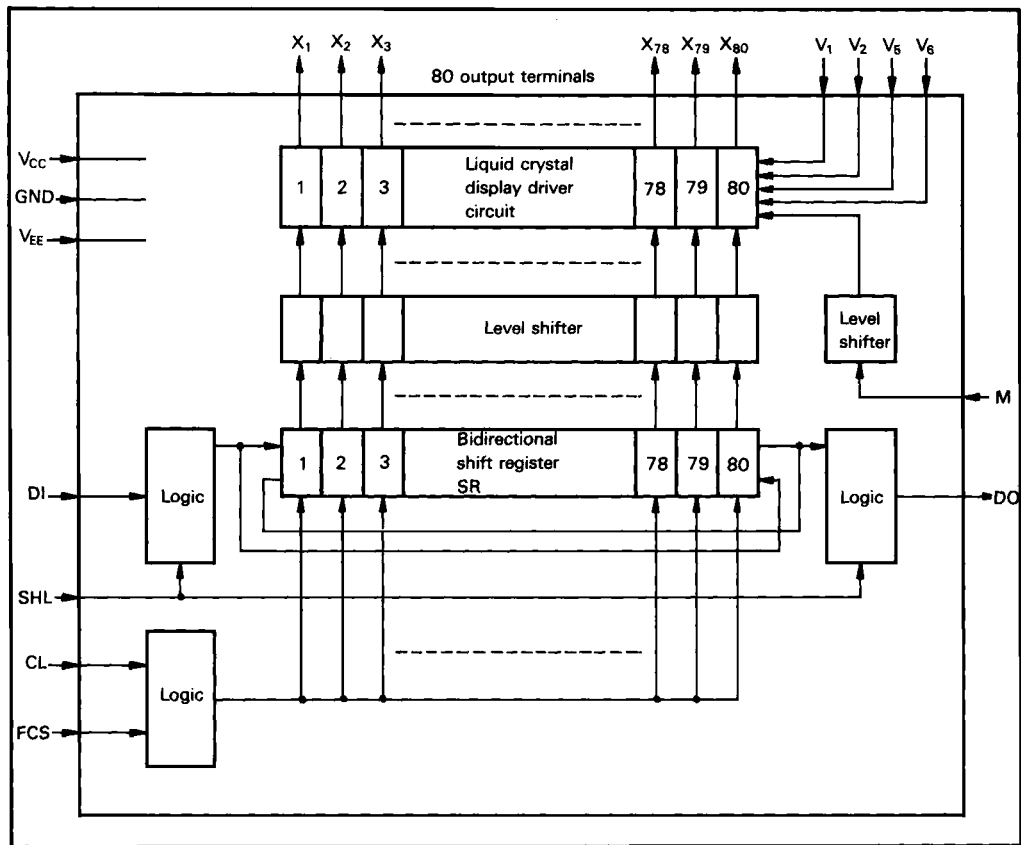 X₁ X₂ X₃ X₇₈ X₇₉ X₈₀ V₁ V₂ V₅ V₆
80 output terminals
V_CC
GND
V_EE
1 2 3
Liquid crystal
display driver
circuit
78 79 80
Level shifter
Level
shifter
M
Logic
1 2 3
Bidirectional
shift register
SR
78 79 80
Logic
DI
DO
SHL
CL
Logic
FCS